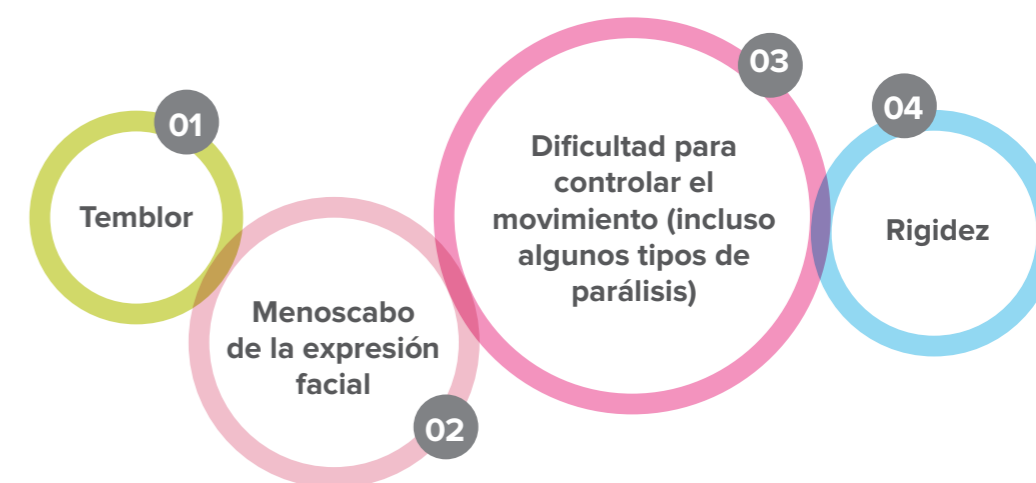 01
Temblor
02
Menoscabo
de la expresión
facial
03
Dificultad para
controlar el
movimiento (incluso
algunos tipos de
parálisis)
04
Rigidez